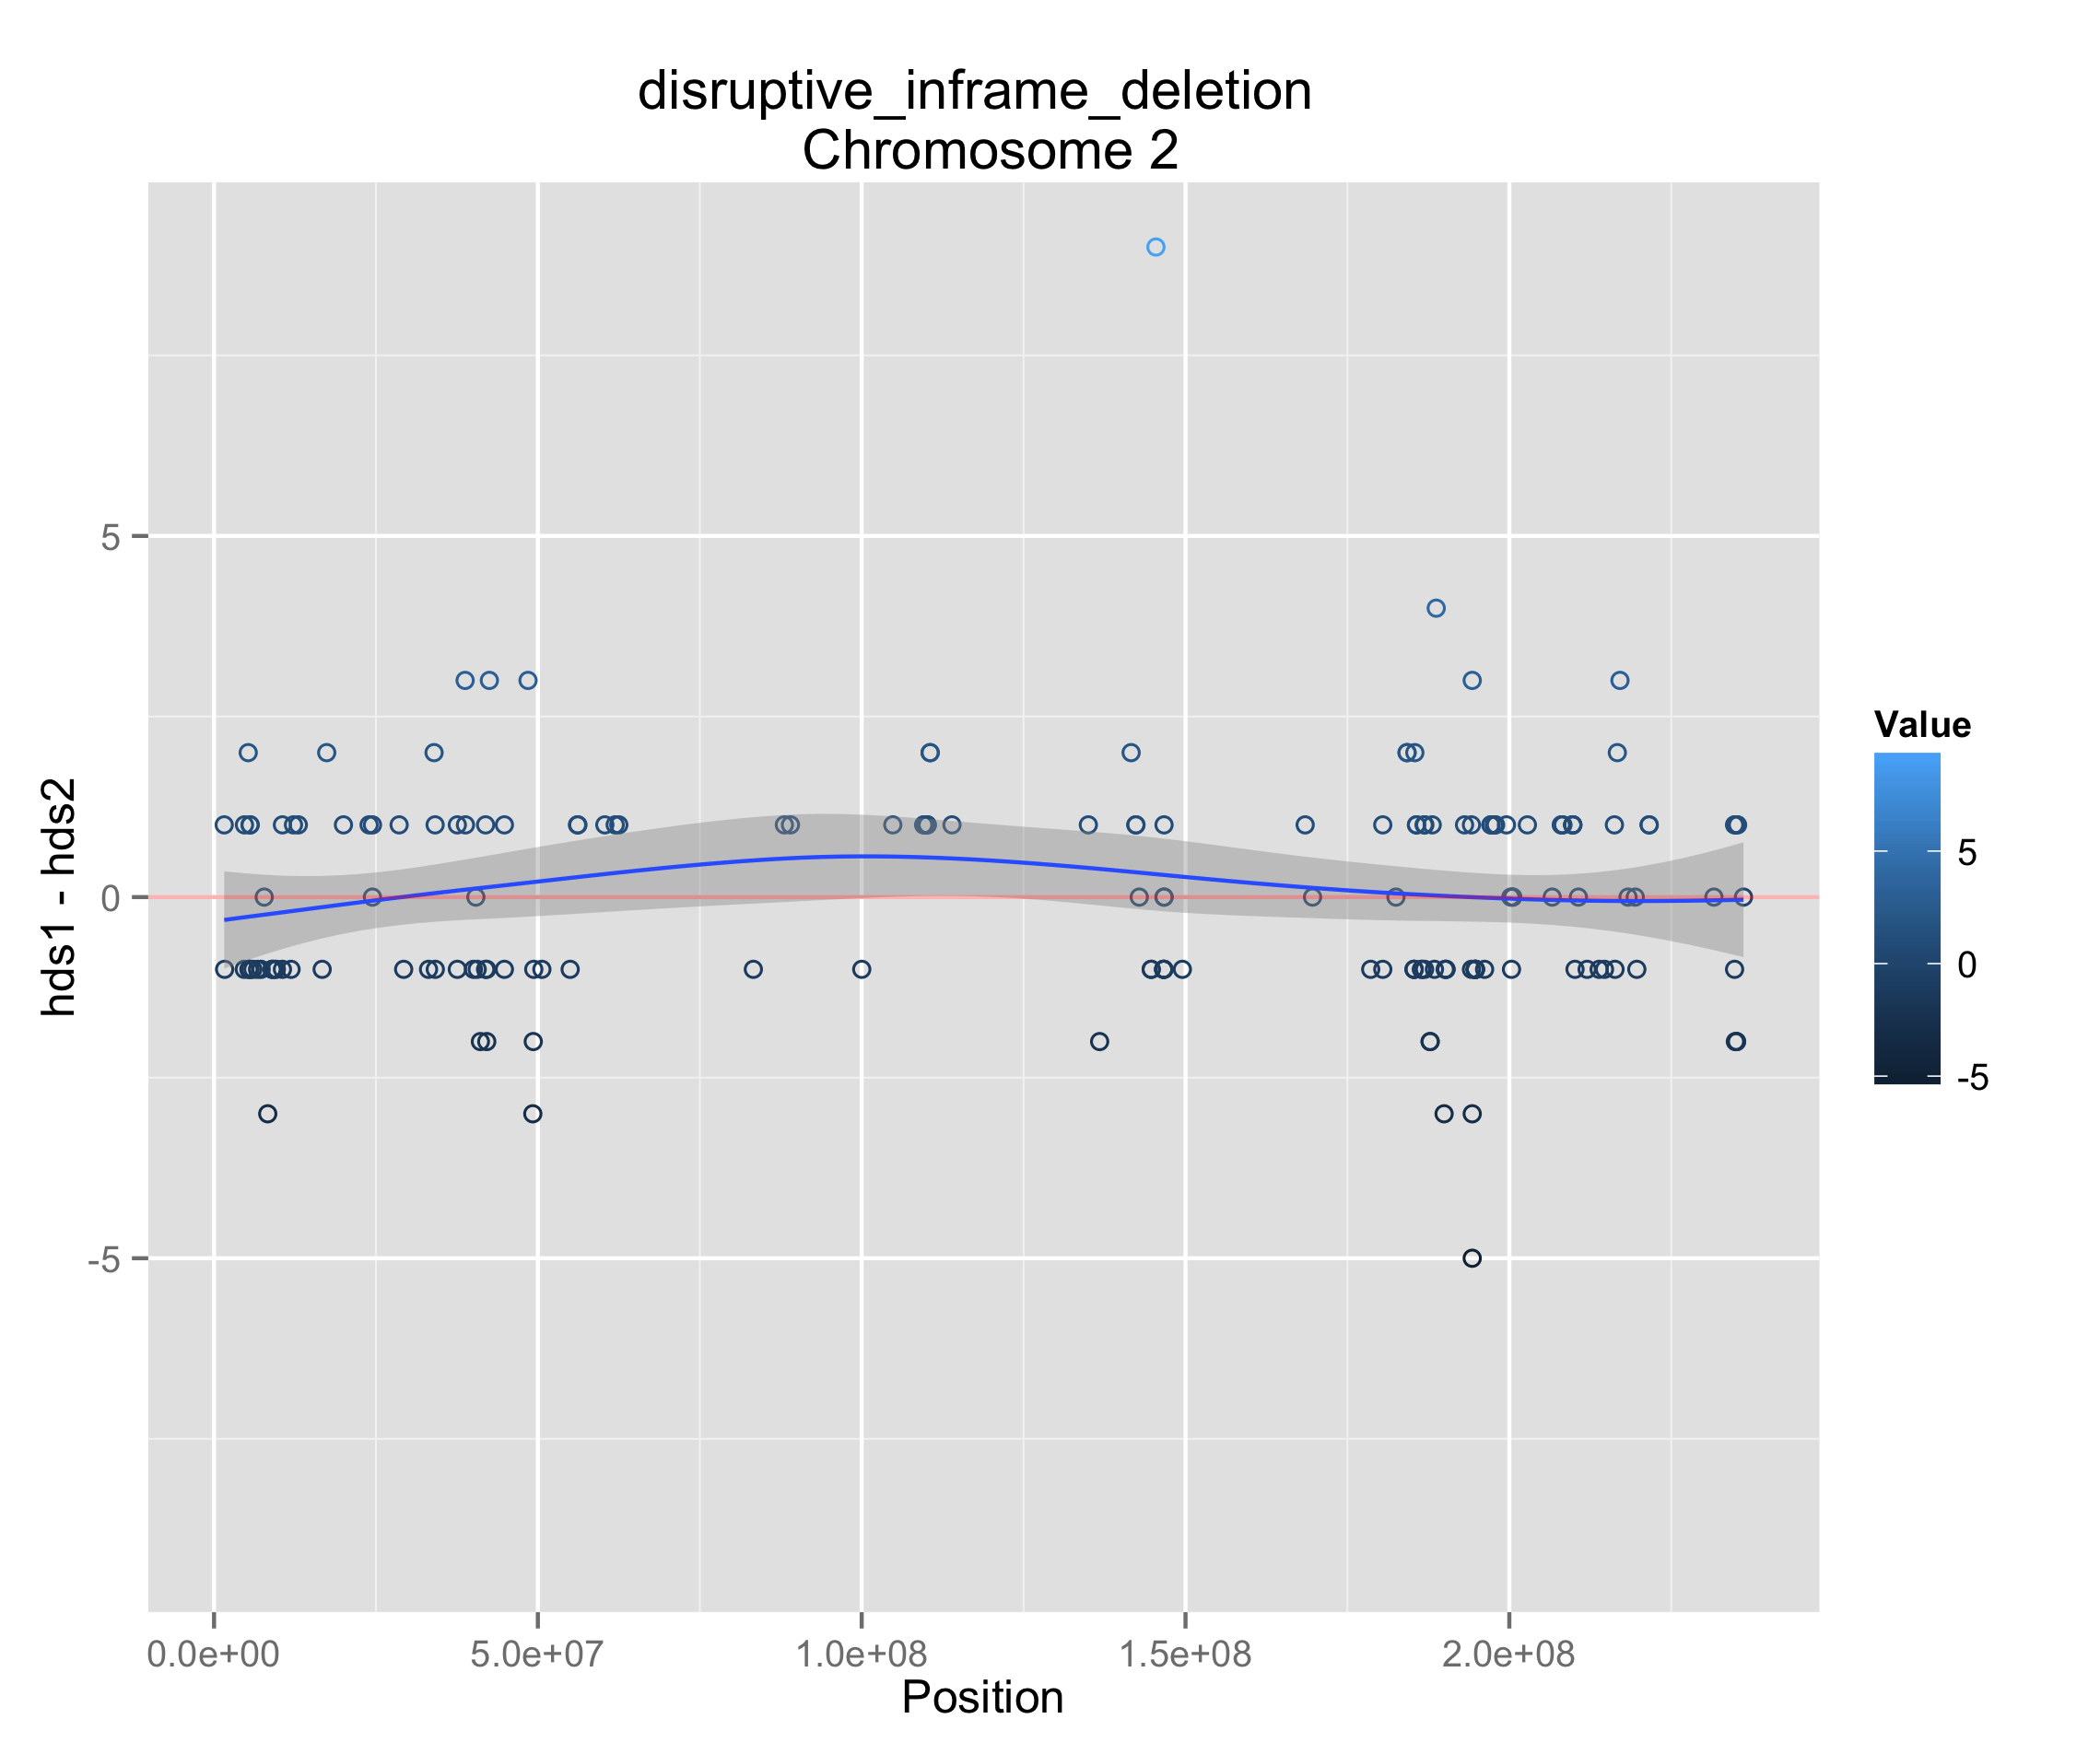 disruptive_inframe_deletion
Chromosome 2
hds1 - hds2
5
0
-5
0.0e+00
5.0e+07
1.0e+08
1.5e+08
2.0e+08
Position
Value
5
0
-5